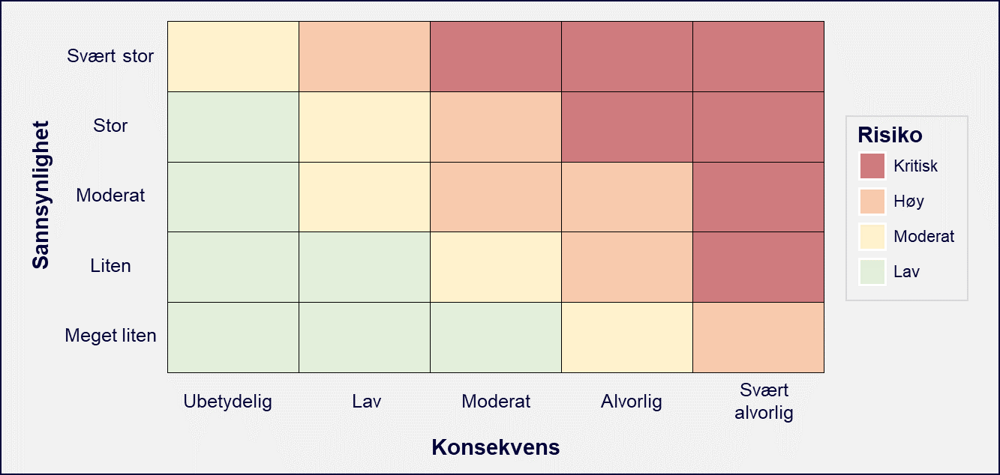 Sannsynlighet
Svært stor
Stor
Moderat
Liten
Meget liten
Ubetydelig
Lav
Moderat
Alvorlig
Svært
alvorlig
Konsekvens
Risiko
Kritisk
Høy
Moderat
Lav